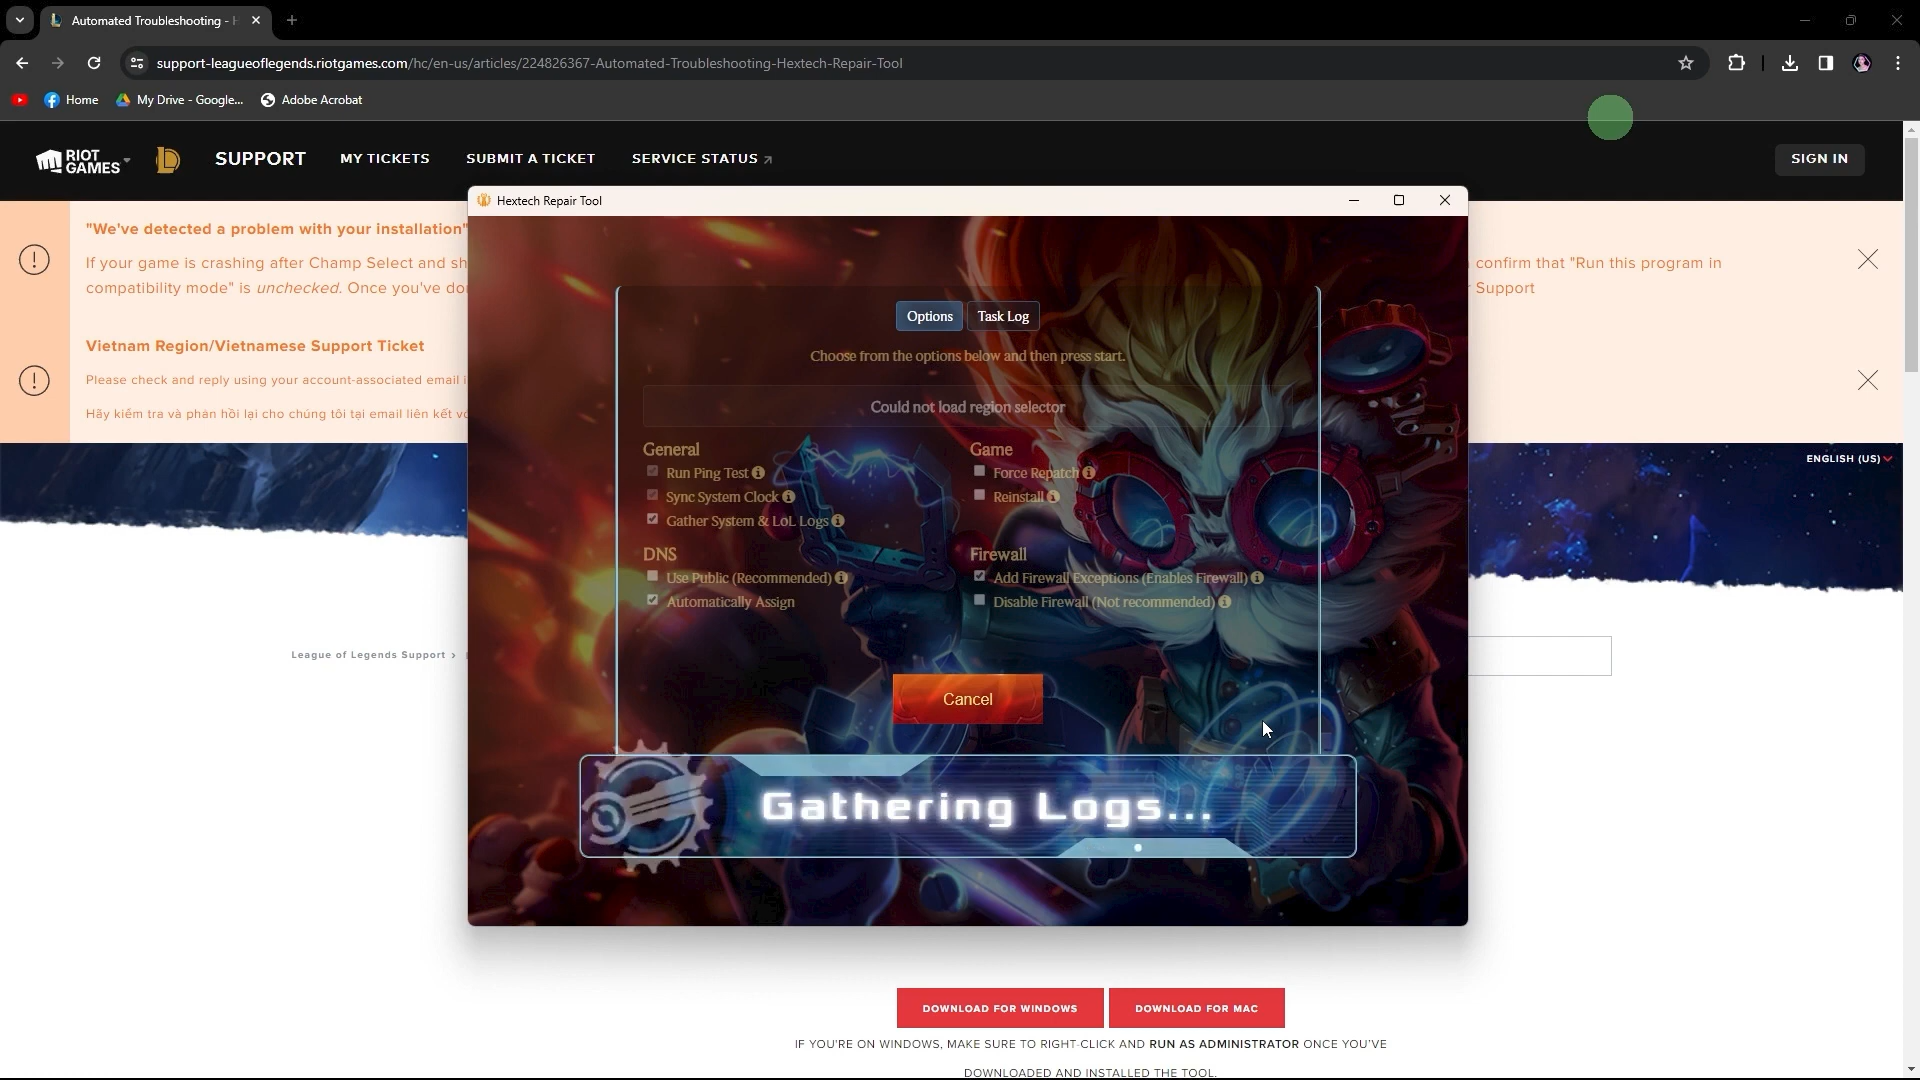 Automated Troubleshooting -
support-leagueoflegends.riotgames.com/hc/en-us/articles/224826367-Automated-Troubleshooting-Hextech-Repair-Tool
Home
My Drive - Google...
Adobe Acrobat
RIOT GAMES
SUPPORT
MY TICKETS
SUBMIT A TICKET
SERVICE STATUS
SIGN IN
Hextech Repair Tool
"We've detected a problem with your installation"
If your game is crashing after Champ Select and
confirm that "Run this program in
compatibility mode" is unchecked. Once you've
Support
Vietnam Region/Vietnamese Support Ticket
Please check and reply using your account-associated email
Hãy kiểm tra và phản hồi lại cho chúng tôi tại email liên kết
ENGLISH (US)
Options
Task Log
Choose from the options below and then press start.
Could not load region selector
General
Run Ping Test
Sync System Clock
Gather System & LoL Logs
Game
Force Repatch
Reinstall
DNS
Use Public (Recommended)
Automatically Assign
Firewall
Add Firewall Exceptions (Enables Firewall)
Disable Firewall (Not recommended)
League of Legends Support >
Cancel
Gathering Logs...
DOWNLOAD FOR WINDOWS
DOWNLOAD FOR MAC
IF YOU'RE ON WINDOWS, MAKE SURE TO RIGHT-CLICK AND RUN AS ADMINISTRATOR ONCE YOU'VE
DOWNLOADED AND INSTALLED THE TOOL.